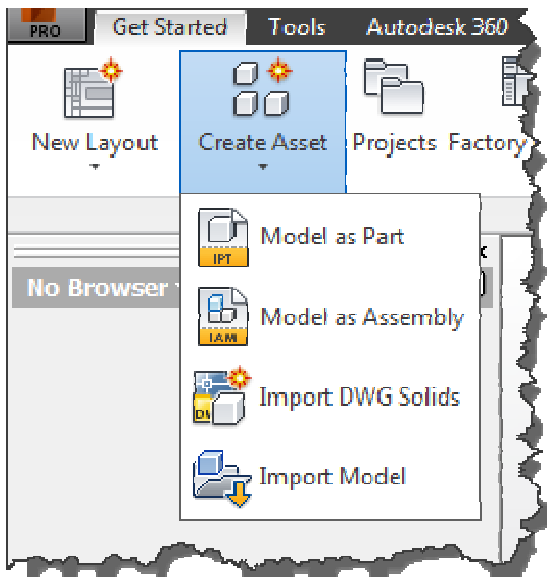 PRO Get Started Tools Autodesk 360
New Layout Create Asset Projects Factory
Model as Part
IPT
No Browser
Model as Assembly
IAM
Import DWG Solids
Import Model